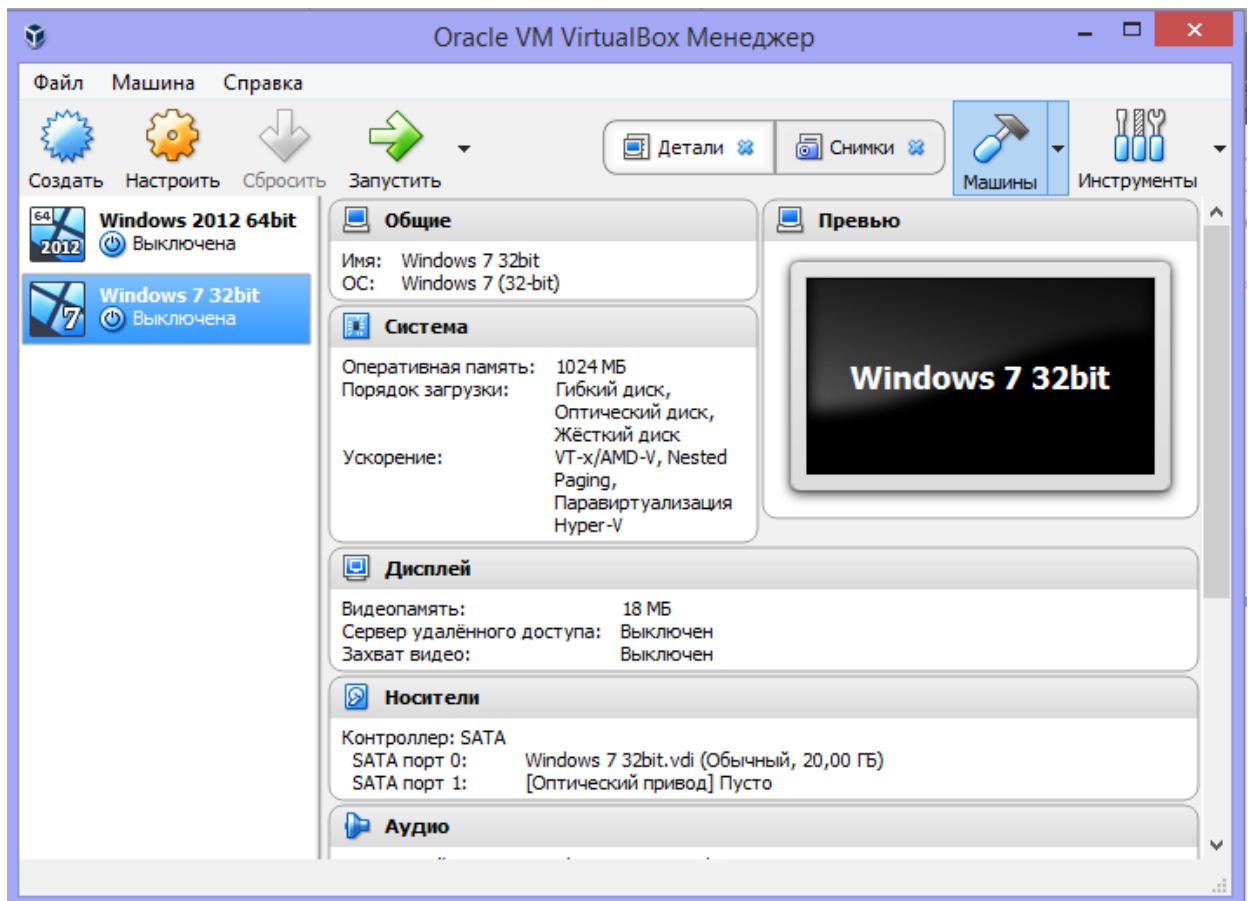 Oracle VM VirtualBox Менеджер
Файл Машина Справка
Создать Настроить Сбросить Запустить
Детали Снимки
Машины Инструменты
64 2012
Windows 2012 64bit
Выключена
7
Windows 7 32bit
Выключена
Общие
Имя: Windows 7 32bit
ОС: Windows 7 (32-bit)
Система
Оперативная память: 1024 МБ
Порядок загрузки: Гибкий диск,
Оптический диск,
Жёсткий диск
Ускорение: VT-x/AMD-V, Nested
Paging,
Паравиртуализация
Hyper-V
Превью
Windows 7 32bit
Дисплей
Видеопамять: 18 МБ
Сервер удалённого доступа: Выключен
Захват видео: Выключен
Носители
Контроллер: SATA
SATA порт 0: Windows 7 32bit.vdi (Обычный, 20,00 ГБ)
SATA порт 1: [Оптический привод] Пусто
Аудио